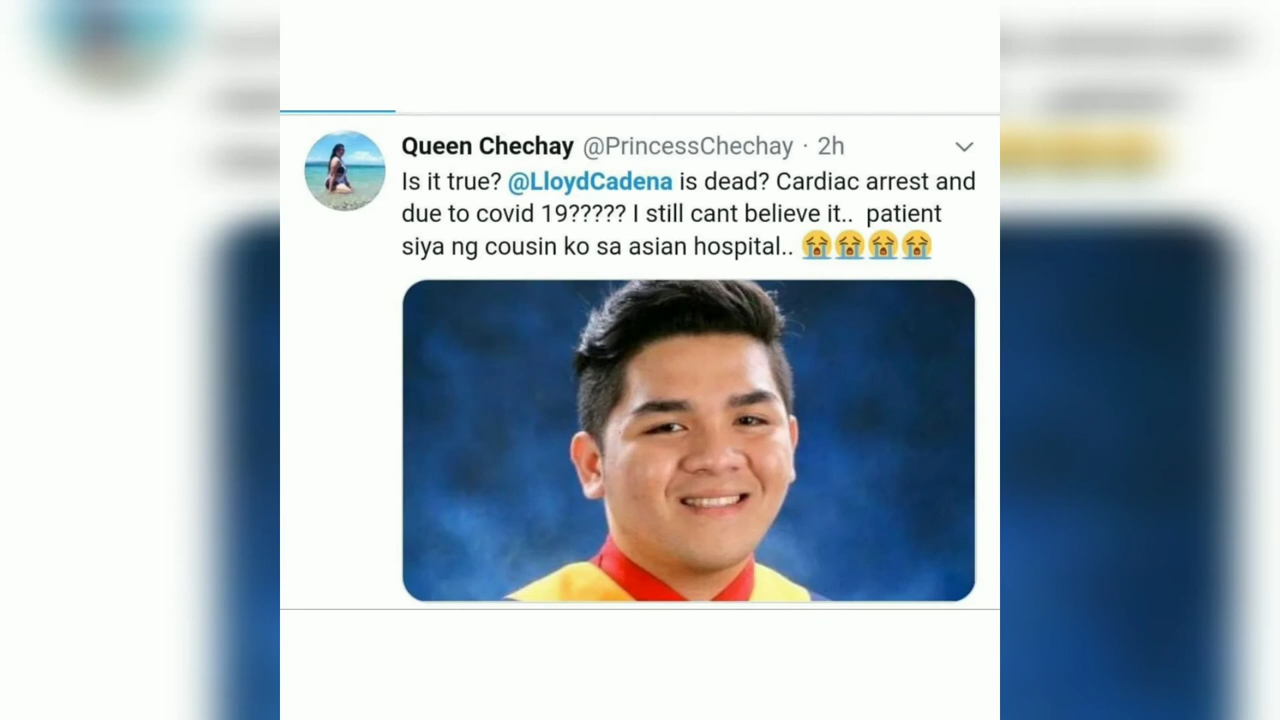 Queen Chechay @PrincessChechay · 2h
Is it true? @LloydCadena is dead? Cardiac arrest and
due to covid 19????? I still cant believe it..  patient
siya ng cousin ko sa asian hospital.. 😭😭😭😭